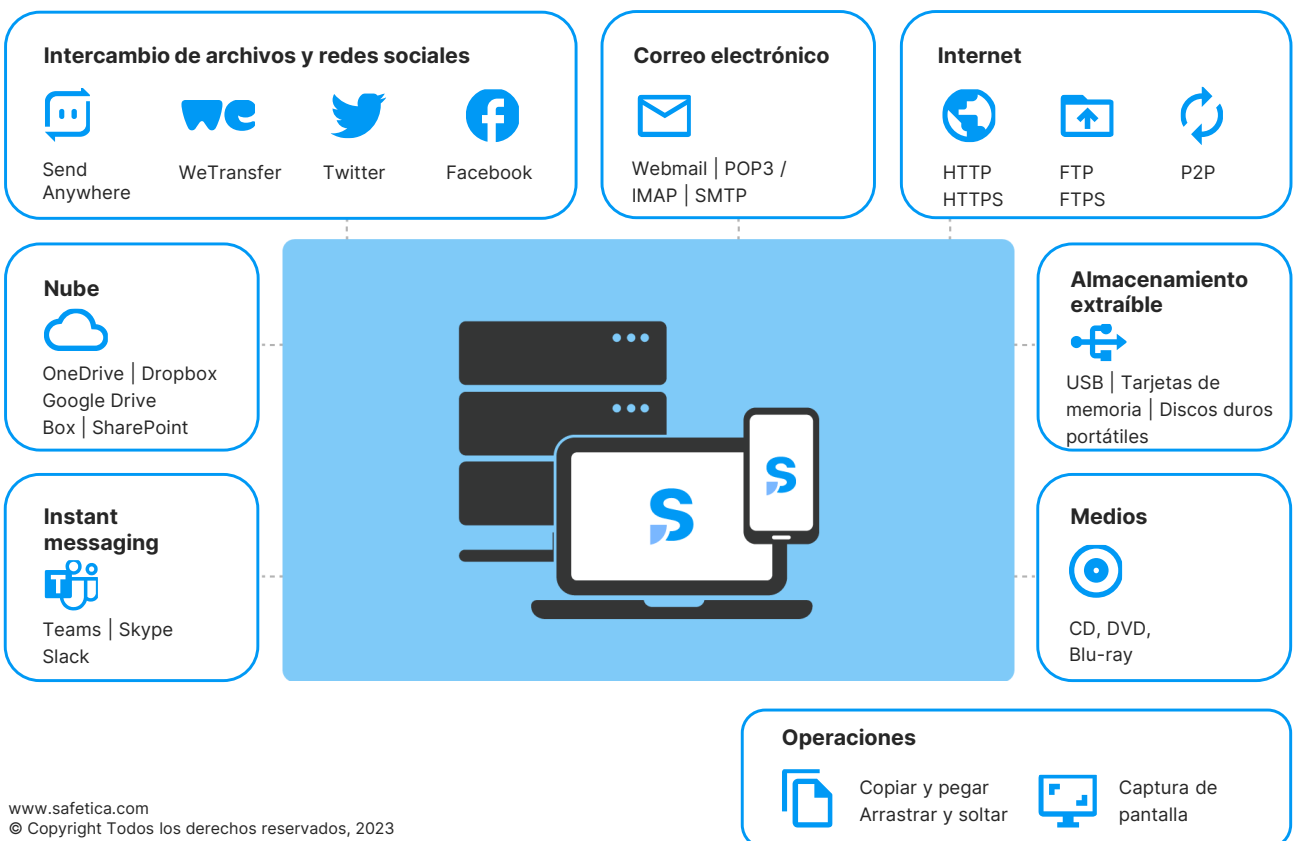 Intercambio de archivos y redes sociales
Send
Anywhere
WeTransfer
Twitter
Facebook
Correo electrónico
Webmail | POP3 /
IMAP | SMTP
Internet
HTTP
HTTPS
FTP
FTPS
P2P
Nube
OneDrive | Dropbox
Google Drive
Box | SharePoint
Almacenamiento
extraíble
USB | Tarjetas de
memoria | Discos duros
portátiles
Instant
messaging
T
Teams | Skype
Slack
S
S
Medios
CD, DVD,
Blu-ray
Operaciones
Copiar y pegar
Arrastrar y soltar
Captura de
pantalla
www.safetica.com
© Copyright Todos los derechos reservados, 2023